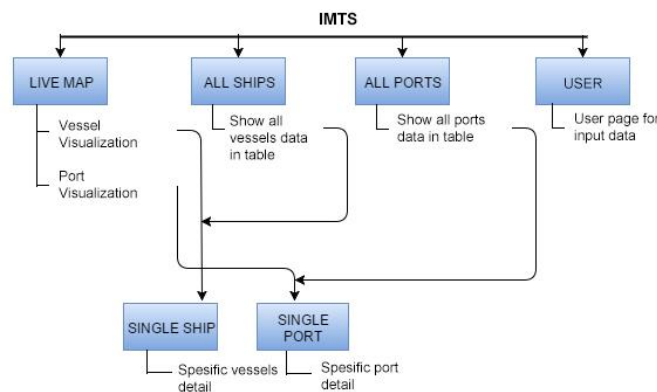 IMTS
LIVE MAP
ALL SHIPS
ALL PORTS
USER
Vessel
Visualization
Port
Visualization
Show all
vessels data
in table
Show all ports
data in table
User page for
input data
SINGLE SHIP
SINGLE
PORT
Spesific vessels
detail
Spesific port
detail